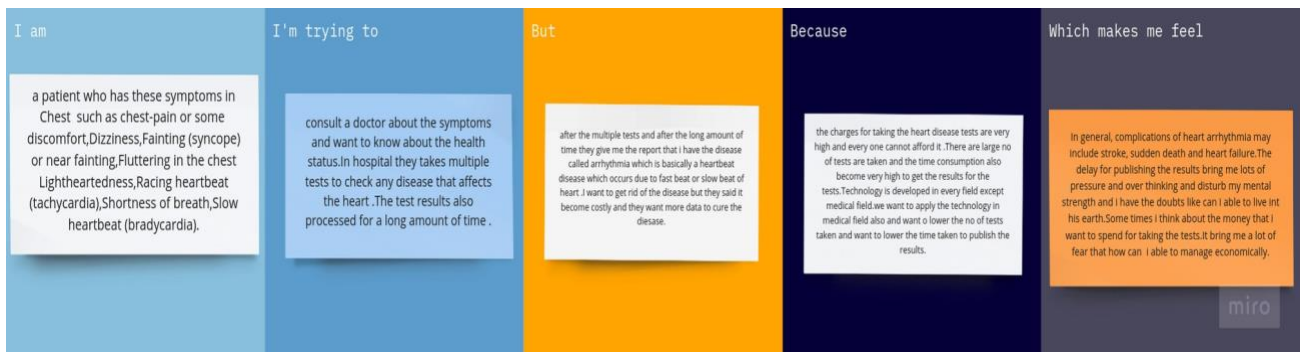 I am
a patient who has these symptoms in
Chest such as chest-pain or some
discomfort,Dizziness,Fainting (syncope)
or near fainting,Fluttering in the chest
Lightheartedness,Racing heartbeat
(tachycardia),Shortness of breath,Slow
heartbeat (bradycardia).
I'm trying to
consult a doctor about the symptoms
and want to know about the health
status.In hospital they takes multiple
tests to check any disease that affects
the heart .The test results also
processed for a long amount of time .
But
after the multiple tests and after the long amount of
time they give me the report that i have the disease
called arrhythmia which is basically a heartbeat
disease which occurs due to fast beat or slow beat of
heart .I want to get rid of the disease but they said it
become costly and they want more data to cure the
diesase.
Because
the charges for taking the heart disease tests are very
high and every one cannot afford it .There are large no
of tests are taken and the time consumption also
become very high to get the results for the
tests.Technology is developed in every field except
medical field.we want to apply the technology in
medical field also and want o lower the no of tests
taken and want to lower the time taken to publish the
results.
Which makes me feel
In general, complications of heart arrhythmia may
include stroke, sudden death and heart failure.The
delay for publishing the results bring me lots of
pressure and over thinking and disturb my mental
strength and i have the doubts like can i able to live int
his earth.Some times i think about the money that i
want to spend for taking the tests.It bring me a lot of
fear that how can i able to manage economically.
miro